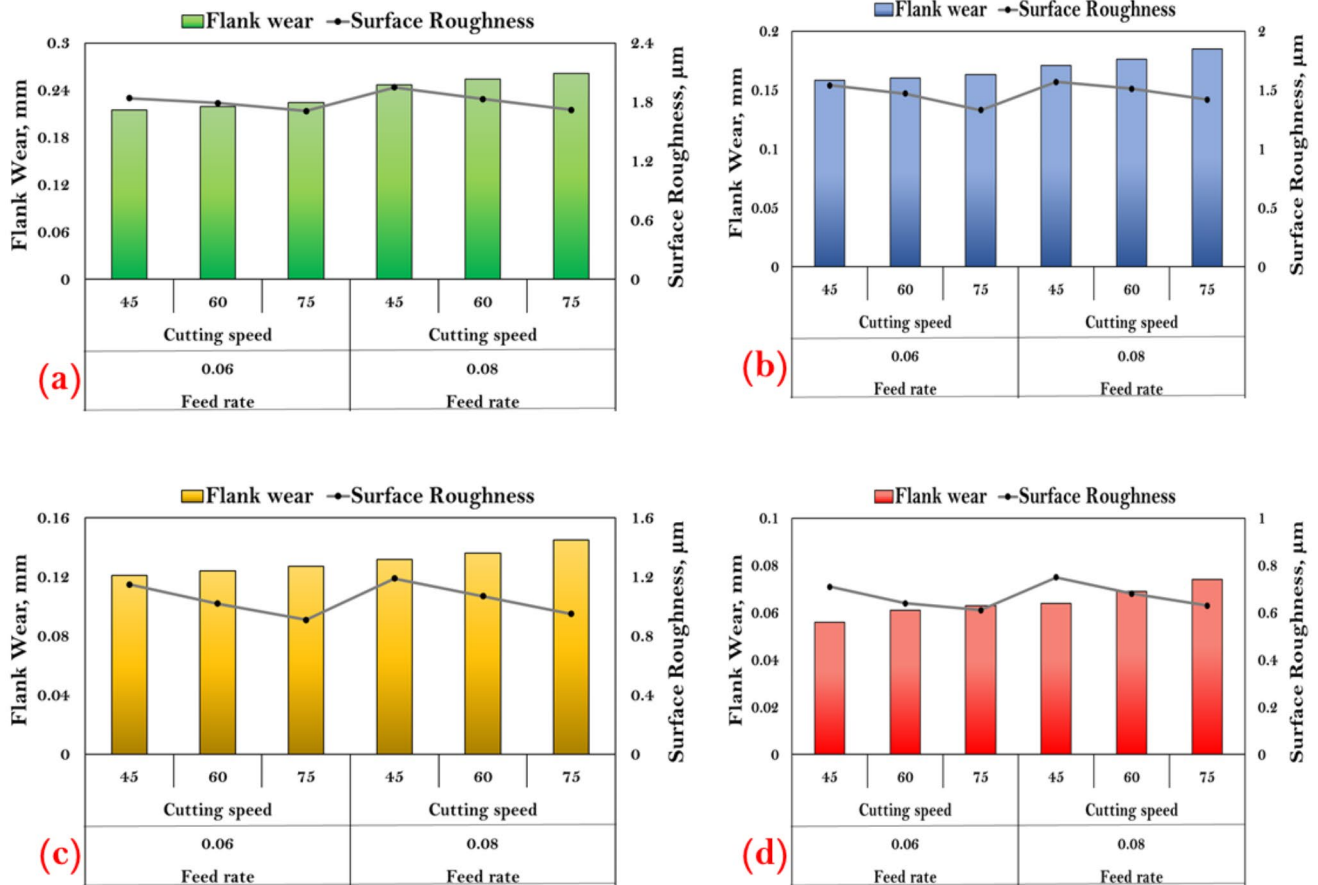 Flank wear Surface Roughness
0.3
0.24
0.18
0.12
0.06
0
Flank Wear, mm
2.4
1.8
1.2
0.6
0
Surface Roughness, μm
45 60 75 45 60 75
Cutting speed Cutting speed
0.06 0.08
Feed rate Feed rate
(a)
Flank wear Surface Roughness
0.2
0.15
0.1
0.05
0
Flank Wear, mm
2
1.5
1
0.5
0
Surface Roughness, μm
45 60 75 45 60 75
Cutting speed Cutting speed
0.06 0.08
Feed rate Feed rate
(b)
Flank wear Surface Roughness
0.16
0.12
0.08
0.04
0
Flank Wear, mm
1.6
1.2
0.8
0.4
0
Surface Roughness, μm
45 60 75 45 60 75
Cutting speed Cutting speed
0.06 0.08
Feed rate Feed rate
(c)
Flank wear Surface Roughness
0.1
0.08
0.06
0.04
0.02
0
Flank Wear, mm
1
0.8
0.6
0.4
0.2
0
Surface Roughness, μm
45 60 75 45 60 75
Cutting speed Cutting speed
0.06 0.08
Feed rate Feed rate
(d)